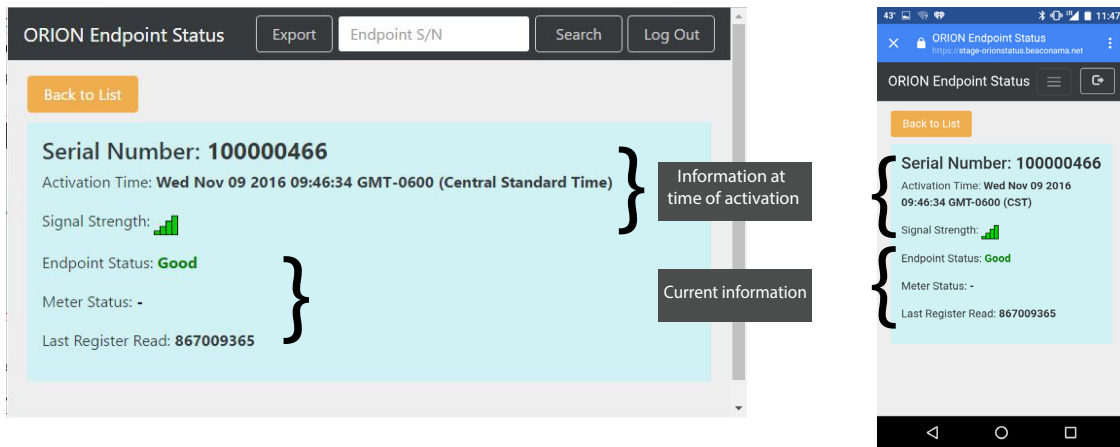 ORION Endpoint Status
Export
Endpoint S/N
Search
Log Out
Back to List
Serial Number: 100000466
Activation Time: Wed Nov 09 2016 09:46:34 GMT-0600 (Central Standard Time)
Signal Strength:
Endpoint Status: Good
Meter Status: -
Last Register Read: 867009365
Information at
time of activation
Current information
43° 11:47
ORION Endpoint Status
https://stage-orionstatus.beaconama.net
ORION Endpoint Status
Back to List
Serial Number: 100000466
Activation Time: Wed Nov 09 2016
09:46:34 GMT-0600 (CST)
Signal Strength:
Endpoint Status: Good
Meter Status: -
Last Register Read: 867009365